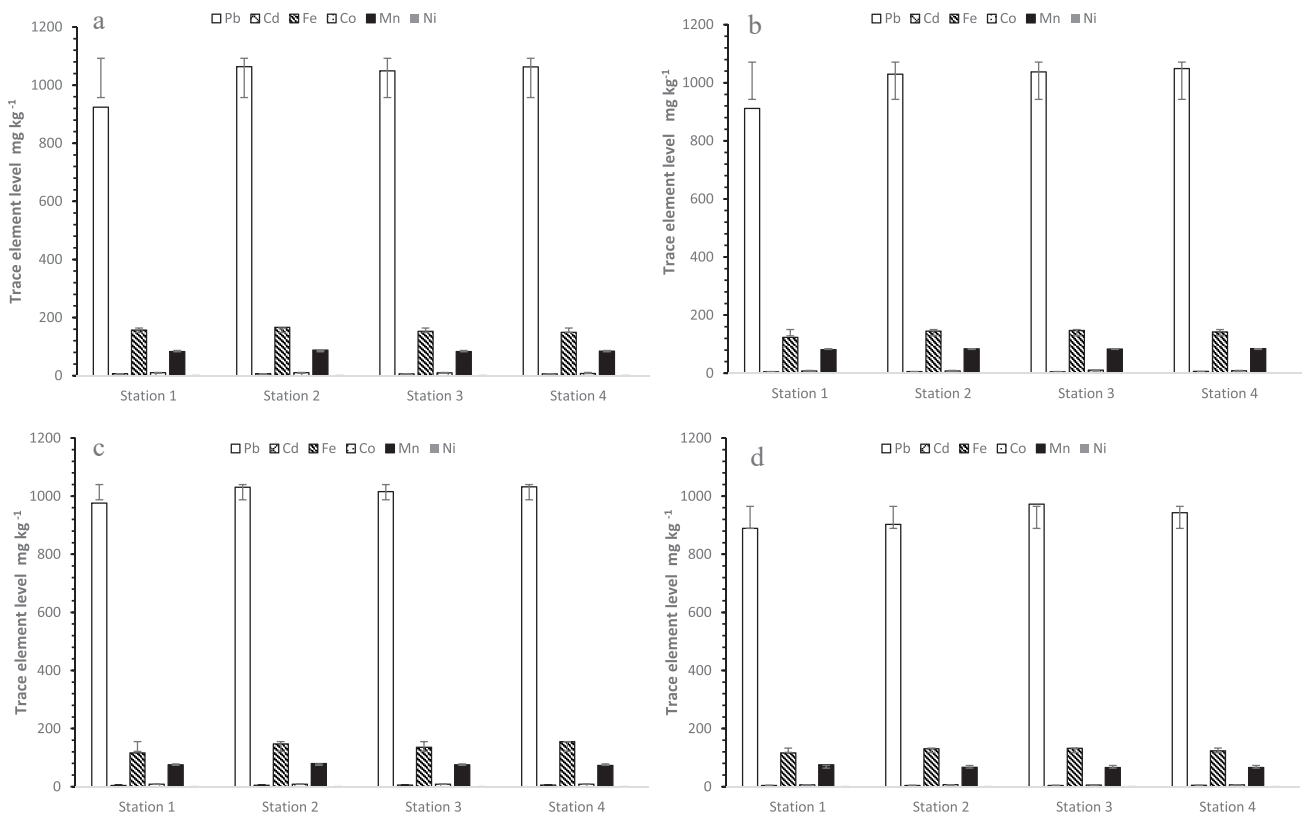 a
Pb Cd Fe Co Mn Ni
1200
1000
800
600
400
200
0
Trace element level mg kg⁻¹
Station 1 Station 2 Station 3 Station 4
b
Pb Cd Fe Co Mn Ni
1200
1000
800
600
400
200
0
Trace element level mg kg⁻¹
Station 1 Station 2 Station 3 Station 4
c
Pb Cd Fe Co Mn Ni
1200
1000
800
600
400
200
0
Trace element level mg kg⁻¹
Station 1 Station 2 Station 3 Station 4
d
Pb Cd Fe Co Mn Ni
1200
1000
800
600
400
200
0
Trace element level mg kg⁻¹
Station 1 Station 2 Station 3 Station 4